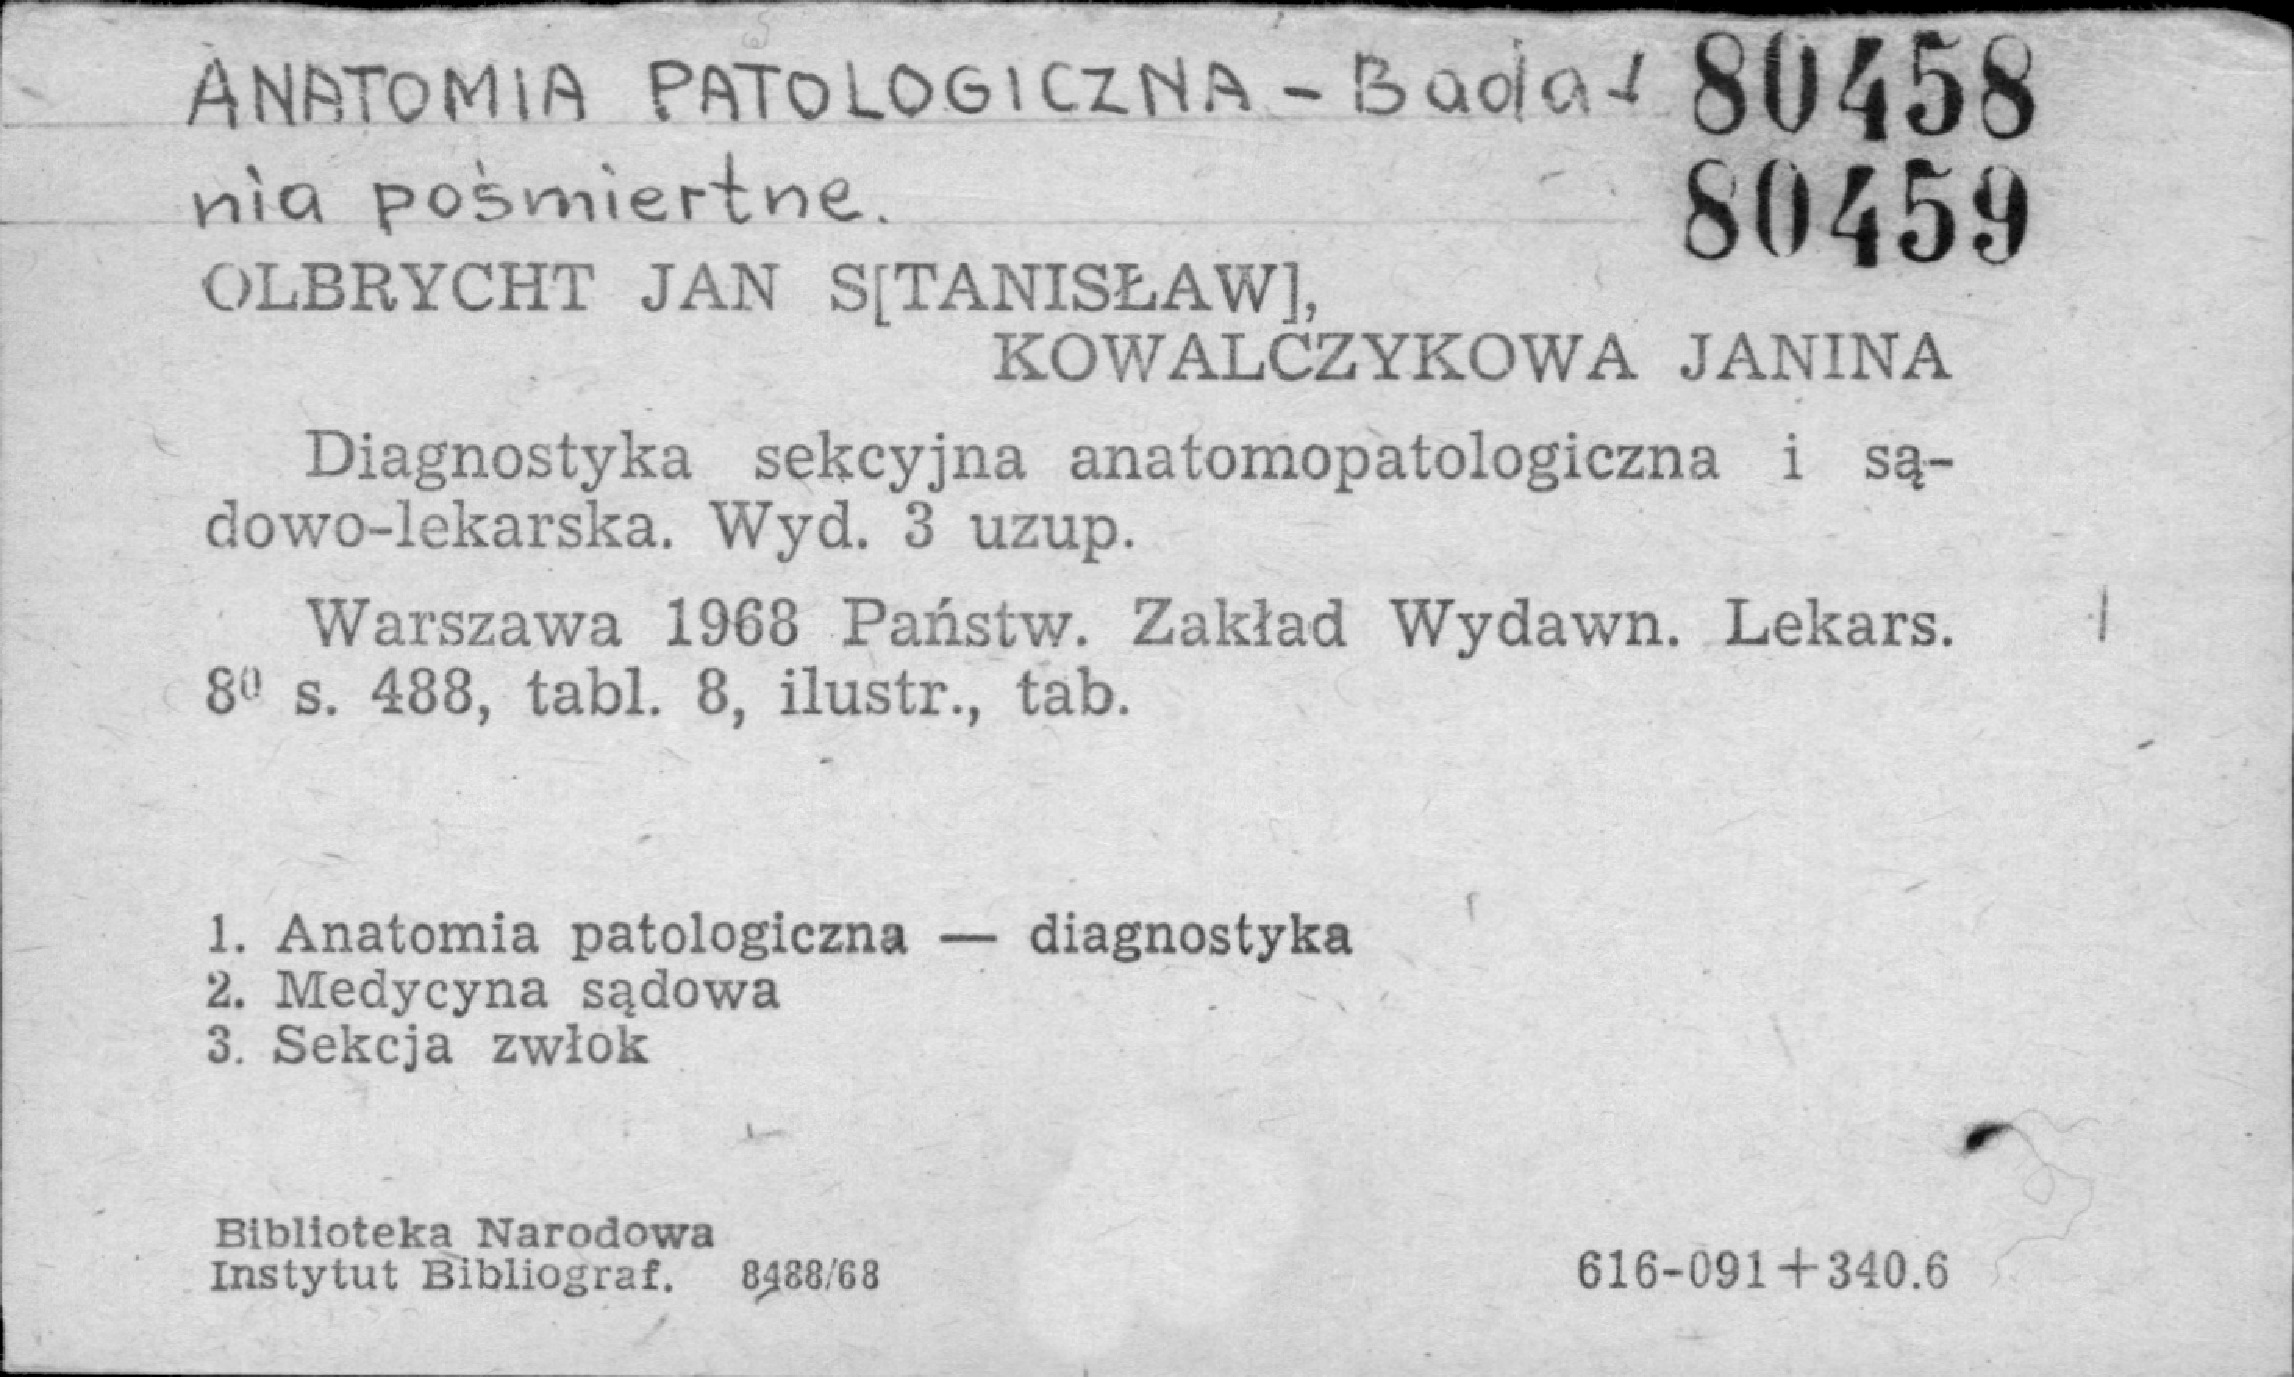 ANATOMIA PATOLOGICZNA - Bada- 80458
nia pośmiertne. 80459
OLBRYCHT JAN S[TANISŁAW],
KOWALCZYKOWA JANINA
Diagnostyka sekcyjna anatomopatologiczna i są-
dowo-lekarska. Wyd. 3 uzup.
Warszawa 1968 Państw. Zakład Wydawn. Lekars.
8⁰ s. 488, tabl. 8, ilustr., tab.
1. Anatomia patologiczna — diagnostyka
2. Medycyna sądowa
3. Sekcja zwłok
Biblioteka Narodowa
Instytut Bibliograf. 8488/68 616-091+340.6